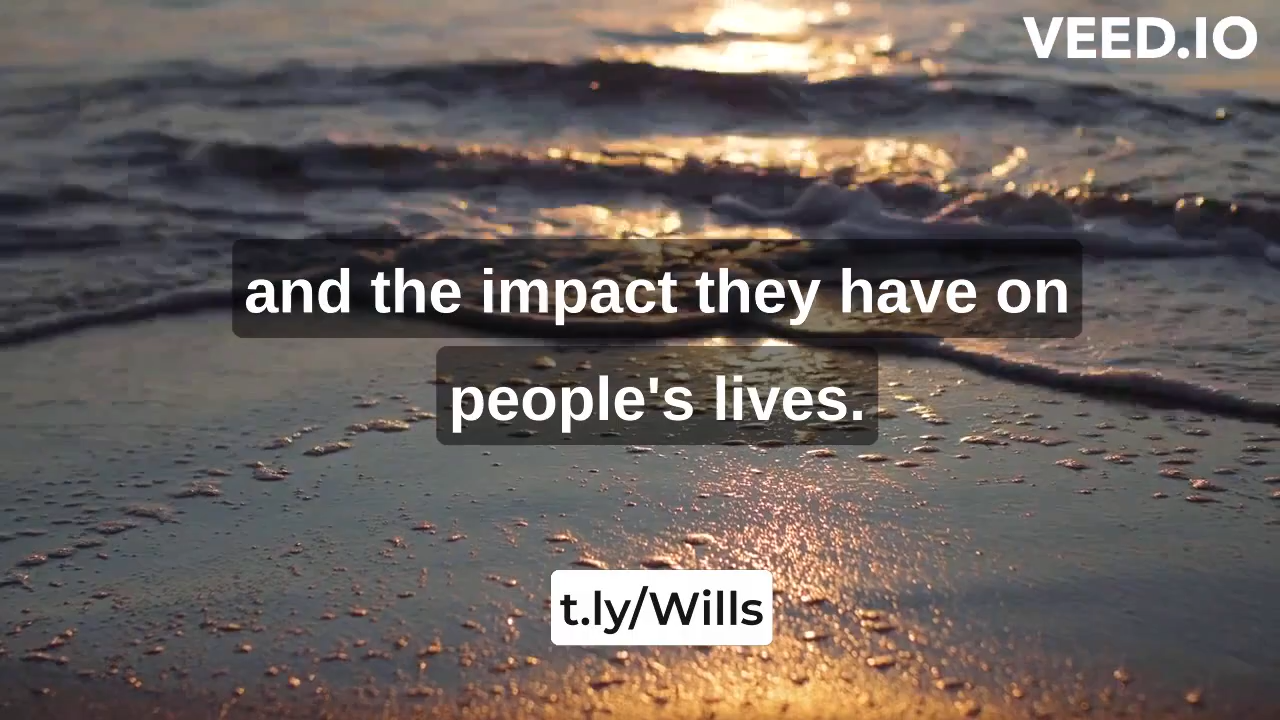 VEED.IO
and the impact they have on
people's lives.
t.ly/Wills